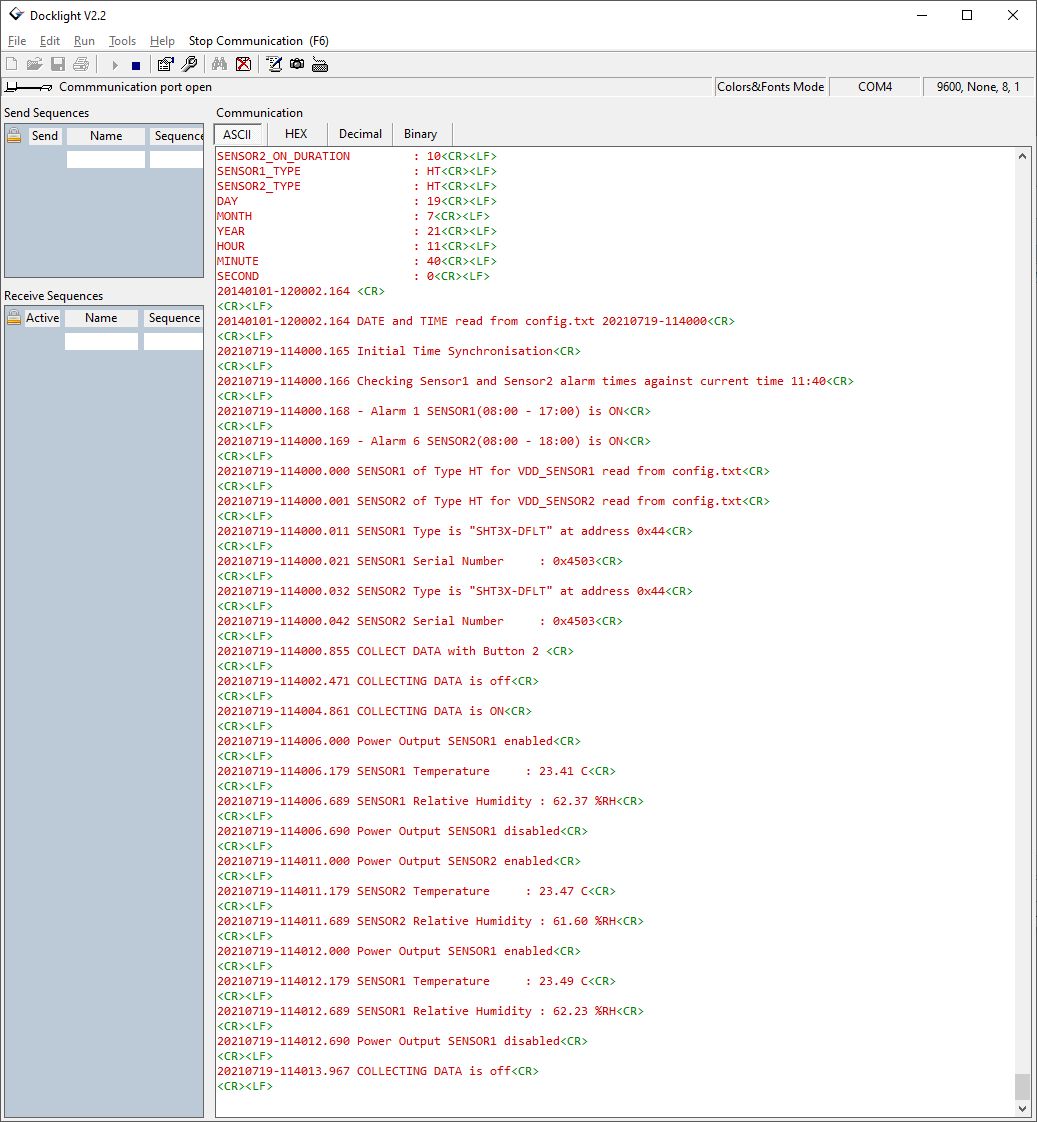 Docklight V2.2
File Edit Run Tools Help Stop Communication (F6)
Commmunication port open
Colors&Fonts Mode
COM4
9600, None, 8, 1
Send Sequences
Send Name Sequence
Receive Sequences
Active Name Sequence
Communication
ASCII HEX Decimal Binary
SENSOR2_ON_DURATION : 10<CR><LF>
SENSOR1_TYPE : HT<CR><LF>
SENSOR2_TYPE : HT<CR><LF>
DAY : 19<CR><LF>
MONTH : 7<CR><LF>
YEAR : 21<CR><LF>
HOUR : 11<CR><LF>
MINUTE : 40<CR><LF>
SECOND : 0<CR><LF>
20140101-120002.164 <CR>
<CR><LF>
20140101-120002.164 DATE and TIME read from config.txt 20210719-114000<CR>
<CR><LF>
20210719-114000.165 Initial Time Synchronisation<CR>
<CR><LF>
20210719-114000.166 Checking Sensor1 and Sensor2 alarm times against current time 11:40<CR>
<CR><LF>
20210719-114000.168 - Alarm 1 SENSOR1(08:00 - 17:00) is ON<CR>
<CR><LF>
20210719-114000.169 - Alarm 6 SENSOR2(08:00 - 18:00) is ON<CR>
<CR><LF>
20210719-114000.000 SENSOR1 of Type HT for VDD_SENSOR1 read from config.txt<CR>
<CR><LF>
20210719-114000.001 SENSOR2 of Type HT for VDD_SENSOR2 read from config.txt<CR>
<CR><LF>
20210719-114000.011 SENSOR1 Type is "SHT3X-DFLT" at address 0x44<CR>
<CR><LF>
20210719-114000.021 SENSOR1 Serial Number : 0x4503<CR>
<CR><LF>
20210719-114000.032 SENSOR2 Type is "SHT3X-DFLT" at address 0x44<CR>
<CR><LF>
20210719-114000.042 SENSOR2 Serial Number : 0x4503<CR>
<CR><LF>
20210719-114000.855 COLLECT DATA with Button 2 <CR>
<CR><LF>
20210719-114002.471 COLLECTING DATA is off<CR>
<CR><LF>
20210719-114004.861 COLLECTING DATA is ON<CR>
<CR><LF>
20210719-114006.000 Power Output SENSOR1 enabled<CR>
<CR><LF>
20210719-114006.179 SENSOR1 Temperature : 23.41 C<CR>
<CR><LF>
20210719-114006.689 SENSOR1 Relative Humidity : 62.37 %RH<CR>
<CR><LF>
20210719-114006.690 Power Output SENSOR1 disabled<CR>
<CR><LF>
20210719-114011.000 Power Output SENSOR2 enabled<CR>
<CR><LF>
20210719-114011.179 SENSOR2 Temperature : 23.47 C<CR>
<CR><LF>
20210719-114011.689 SENSOR2 Relative Humidity : 61.60 %RH<CR>
<CR><LF>
20210719-114012.000 Power Output SENSOR1 enabled<CR>
<CR><LF>
20210719-114012.179 SENSOR1 Temperature : 23.49 C<CR>
<CR><LF>
20210719-114012.689 SENSOR1 Relative Humidity : 62.23 %RH<CR>
<CR><LF>
20210719-114012.690 Power Output SENSOR1 disabled<CR>
<CR><LF>
20210719-114013.967 COLLECTING DATA is off<CR>
<CR><LF>